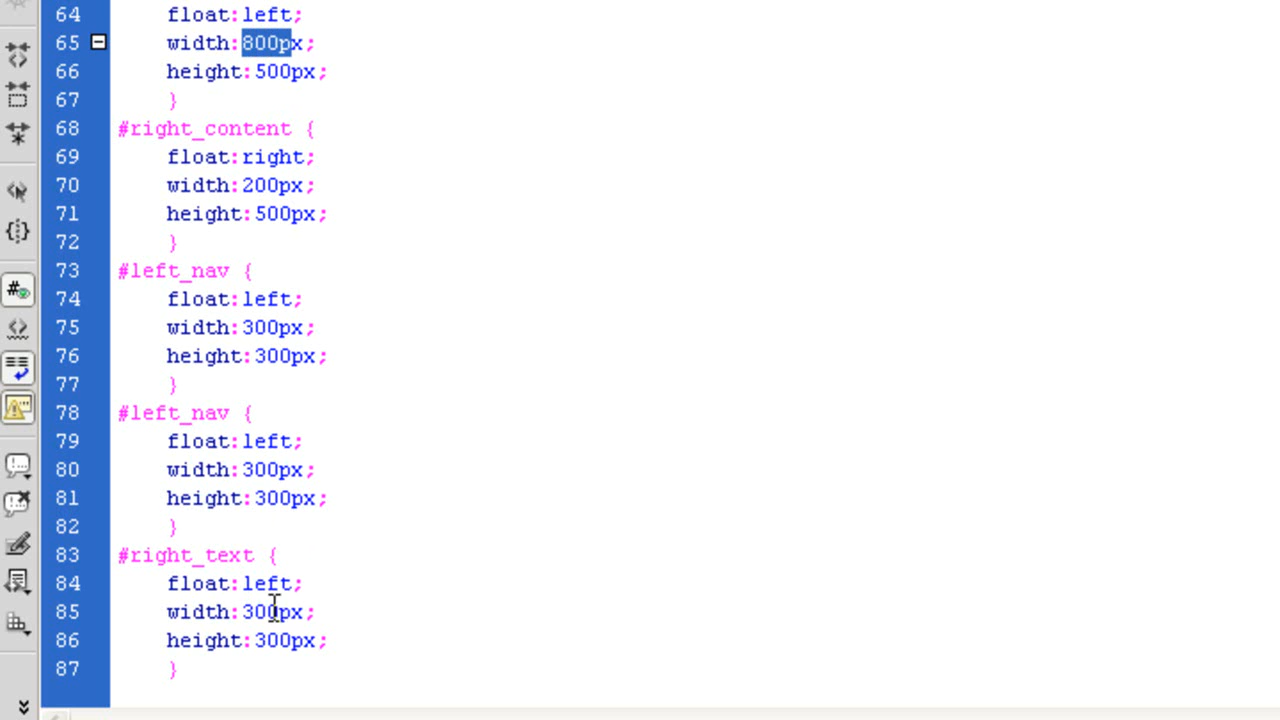 64 float:left;
65 width:800px;
66 height:500px;
67 }
68 #right_content {
69 float:right;
70 width:200px;
71 height:500px;
72 }
73 #left_nav {
74 float:left;
75 width:300px;
76 height:300px;
77 }
78 #left_nav {
79 float:left;
80 width:300px;
81 height:300px;
82 }
83 #right_text {
84 float:left;
85 width:300px;
86 height:300px;
87 }